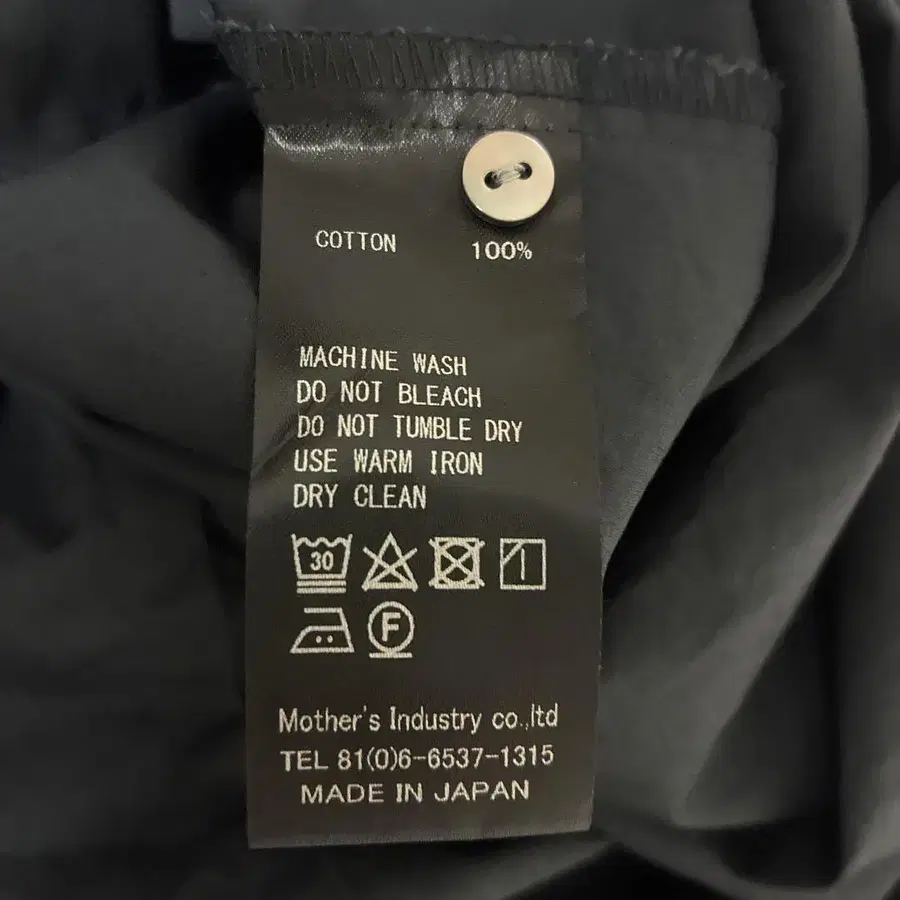 COTTON 100%
MACHINE WASH
DO NOT BLEACH
DO NOT TUMBLE DRY
USE WARM IRON
DRY CLEAN
30
F
Mother's Industry co.,ltd
TEL 81(0)6-6537-1315
MADE IN JAPAN